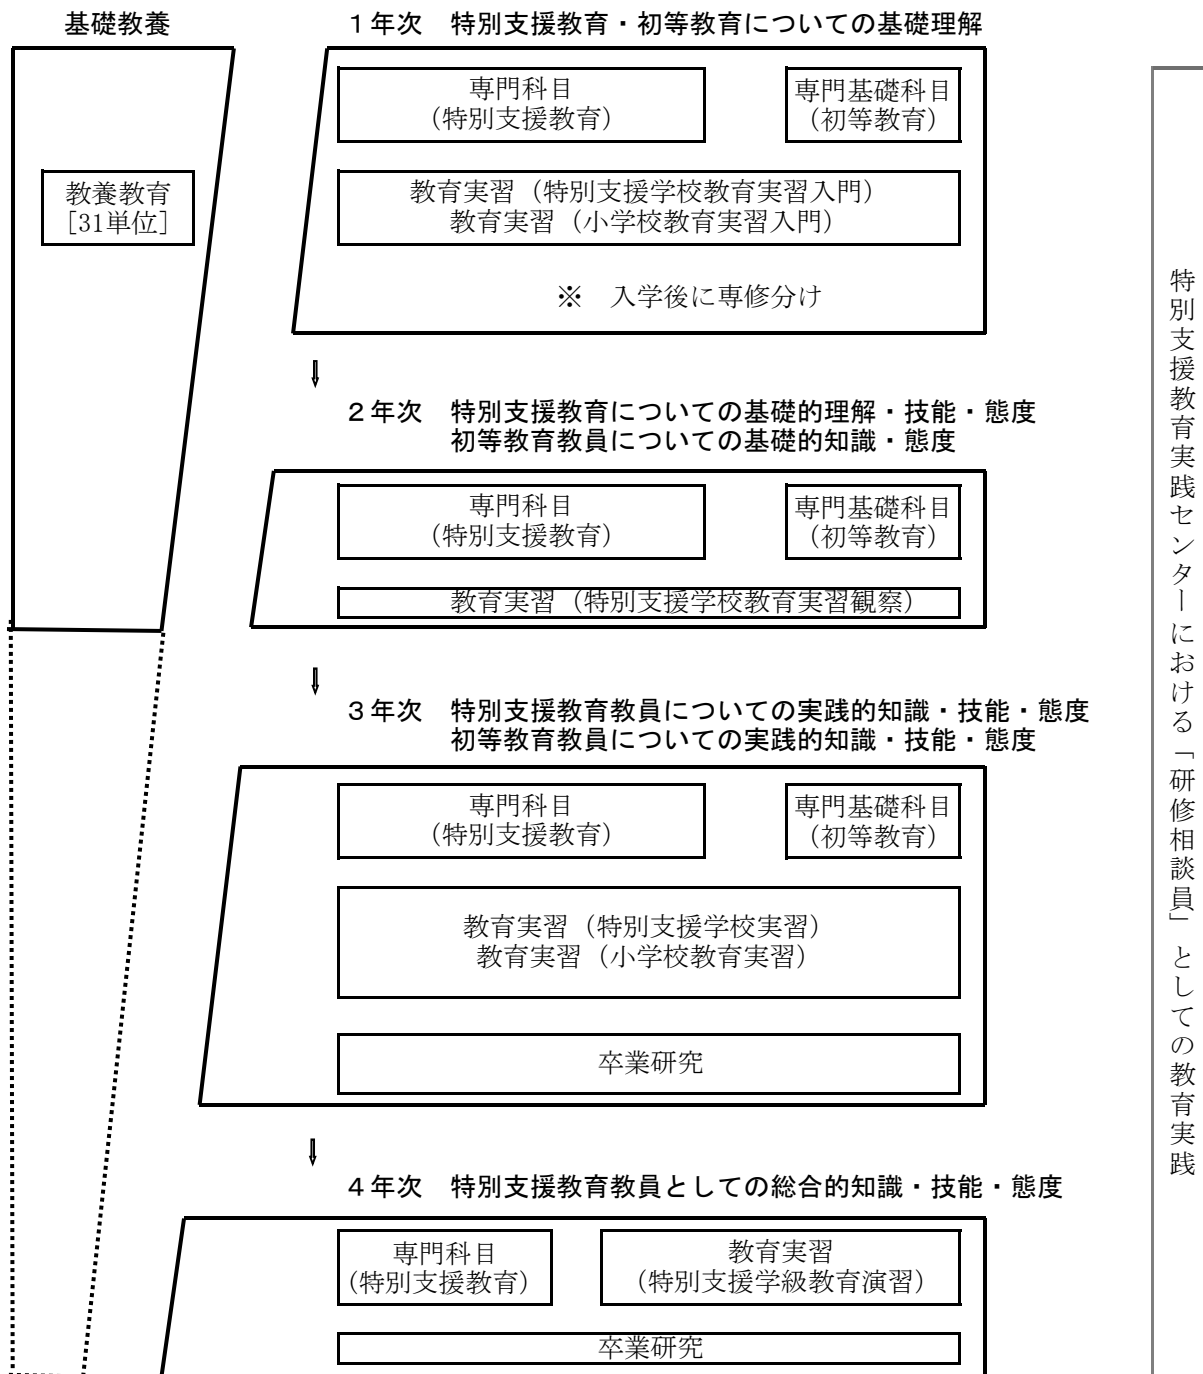 基礎教養
教養教育
[31単位]
1年次　特別支援教育・初等教育についての基礎理解
専門科目
(特別支援教育)
専門基礎科目
(初等教育)
教育実習（特別支援学校教育実習入門）
教育実習（小学校教育実習入門）
※　入学後に専修分け
⇓
2年次　特別支援教育についての基礎的理解・技能・態度
初等教育教員についての基礎的知識・態度
専門科目
(特別支援教育)
専門基礎科目
(初等教育)
教育実習（特別支援学校教育実習観察）
⇓
3年次　特別支援教育教員についての実践的知識・技能・態度
初等教育教員についての実践的知識・技能・態度
専門科目
(特別支援教育)
専門基礎科目
(初等教育)
教育実習（特別支援学校実習）
教育実習（小学校教育実習）
卒業研究
⇓
4年次　特別支援教育教員としての総合的知識・技能・態度
専門科目
(特別支援教育)
教育実習
(特別支援学級教育演習)
卒業研究
特別支援教育実践センターにおける「研修相談員」としての教育実践